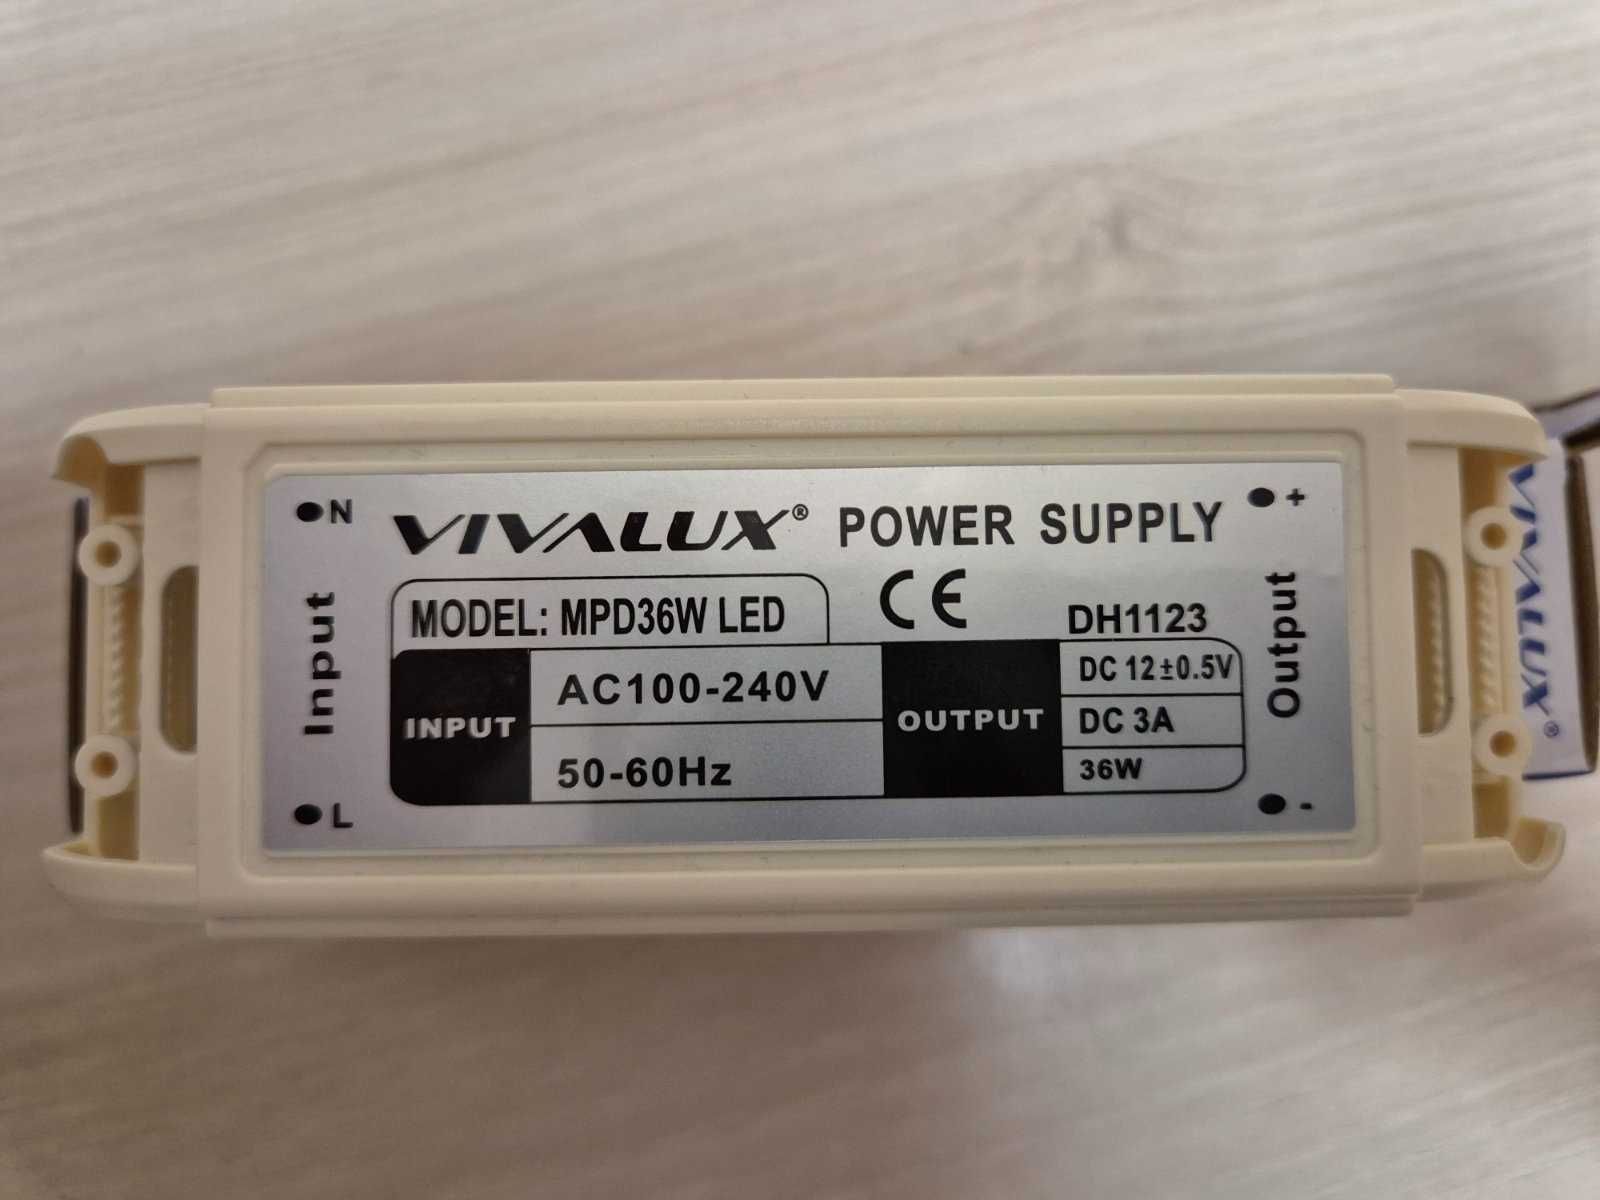 N
VIVALUX® POWER SUPPLY
+
Input
MODEL: MPD36W LED
CE
DH1123
INPUT
AC100-240V
50-60Hz
OUTPUT
DC 12±0.5V
DC 3A
36W
Output
L
-
VIVALUX®